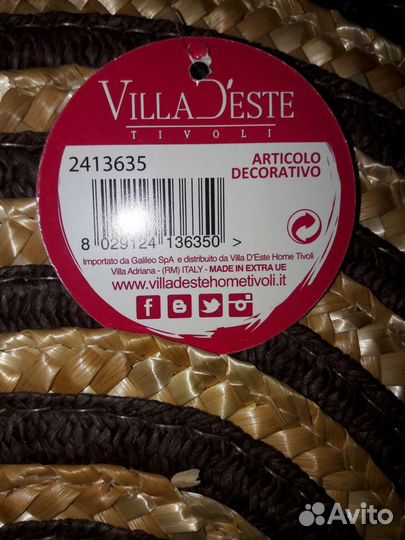 VILLA D'ESTE
TIVOLI
2413635
ARTICOLO
DECORATIVO
8 029124 136350 >
Importato da Galileo SpA e distribuito da Villa D'Este Home Tivoli
Villa Adriana - (RM) ITALY - MADE IN EXTRA UE
www.villadestehometivoli.it
Avito